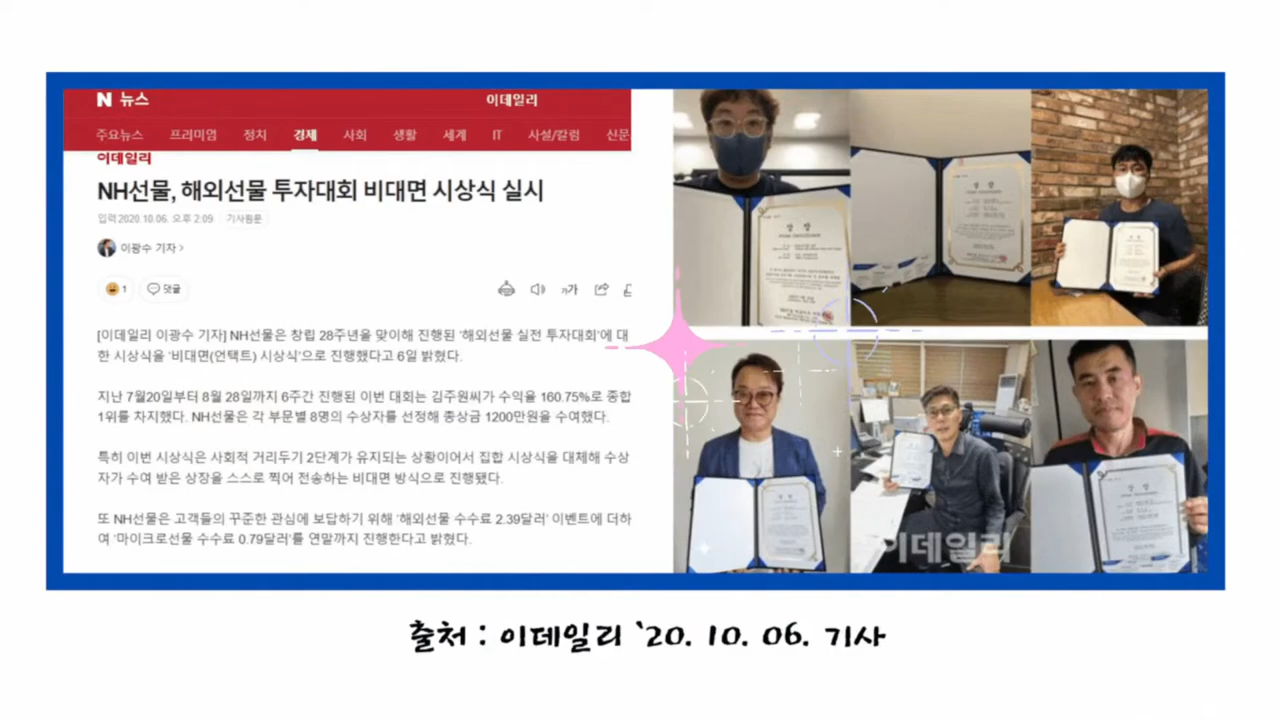 N 뉴스
이데일리
주요뉴스 프리미엄 정치 경제 사회 생활 세계 IT 사설/칼럼 신문
이데일리
NH선물, 해외선물 투자대회 비대면 시상식 실시
입력 2020.10.06. 오후 2:09 기사원문
이광수 기자 >
1 댓글
가가
[이데일리 이광수 기자] NH선물은 창립 28주년을 맞이해 진행된 '해외선물 실전 투자대회'에 대
한 시상식을 '비대면(언택트) 시상식'으로 진행했다고 6일 밝혔다.
지난 7월20일부터 8월 28일까지 6주간 진행된 이번 대회는 김주원씨가 수익율 160.75%로 종합
1위를 차지했다. NH선물은 각 부문별 8명의 수상자를 선정해 총상금 1200만원을 수여했다.
특히 이번 시상식은 사회적 거리두기 2단계가 유지되는 상황이어서 집합 시상식을 대체해 수상
자가 수여 받은 상장을 스스로 찍어 전송하는 비대면 방식으로 진행됐다.
또 NH선물은 고객들의 꾸준한 관심에 보답하기 위해 '해외선물 수수료 2.39달러' 이벤트에 더하
여 '마이크로선물 수수료 0.79달러'를 연말까지 진행한다고 밝혔다.
상장
상장
상장
상장
상장
상장
이데일리
출처 : 이데일리 '20. 10. 06. 기사